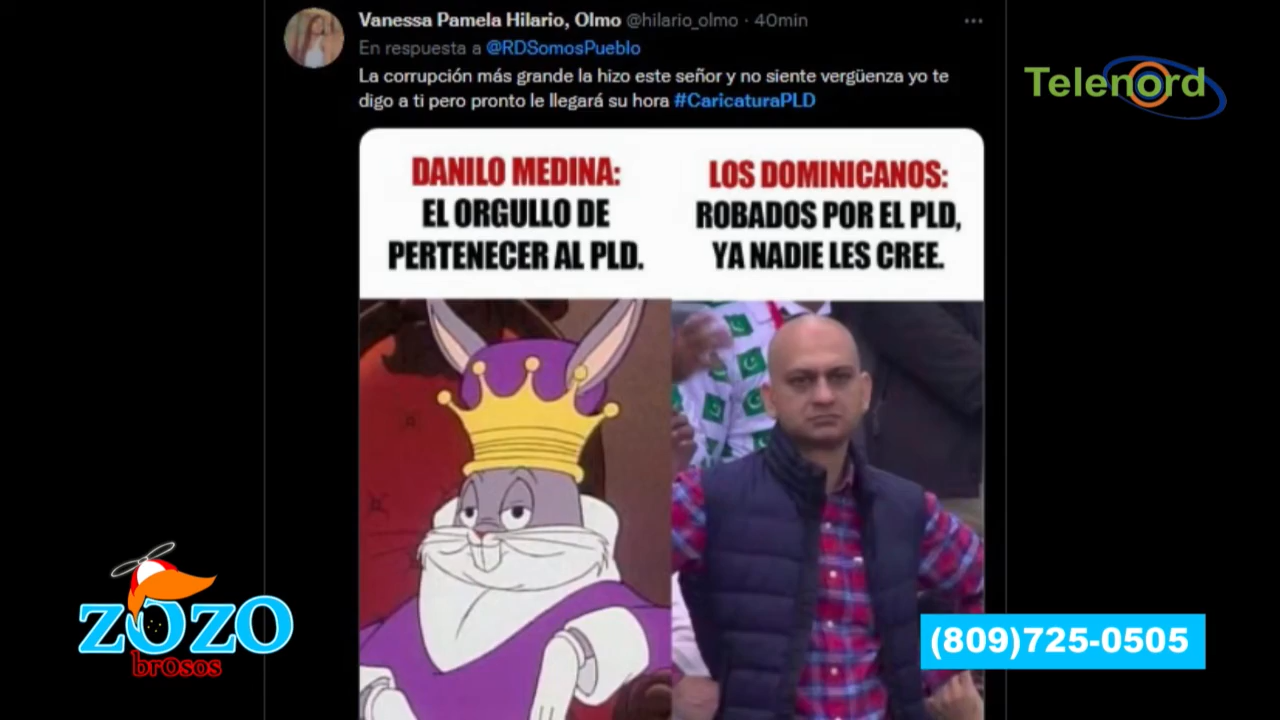 Vanessa Pamela Hilario, Olmo @hilario_olmo · 40min
En respuesta a @RDSomosPueblo
La corrupción más grande la hizo este señor y no siente vergüenza yo te
digo a ti pero pronto le llegará su hora #CaricaturaPLD
Telenord
DANILO MEDINA:
EL ORGULLO DE
PERTENECER AL PLD.
LOS DOMINICANOS:
ROBADOS POR EL PLD,
YA NADIE LES CREE.
ZOZO
brOsos
(809)725-0505